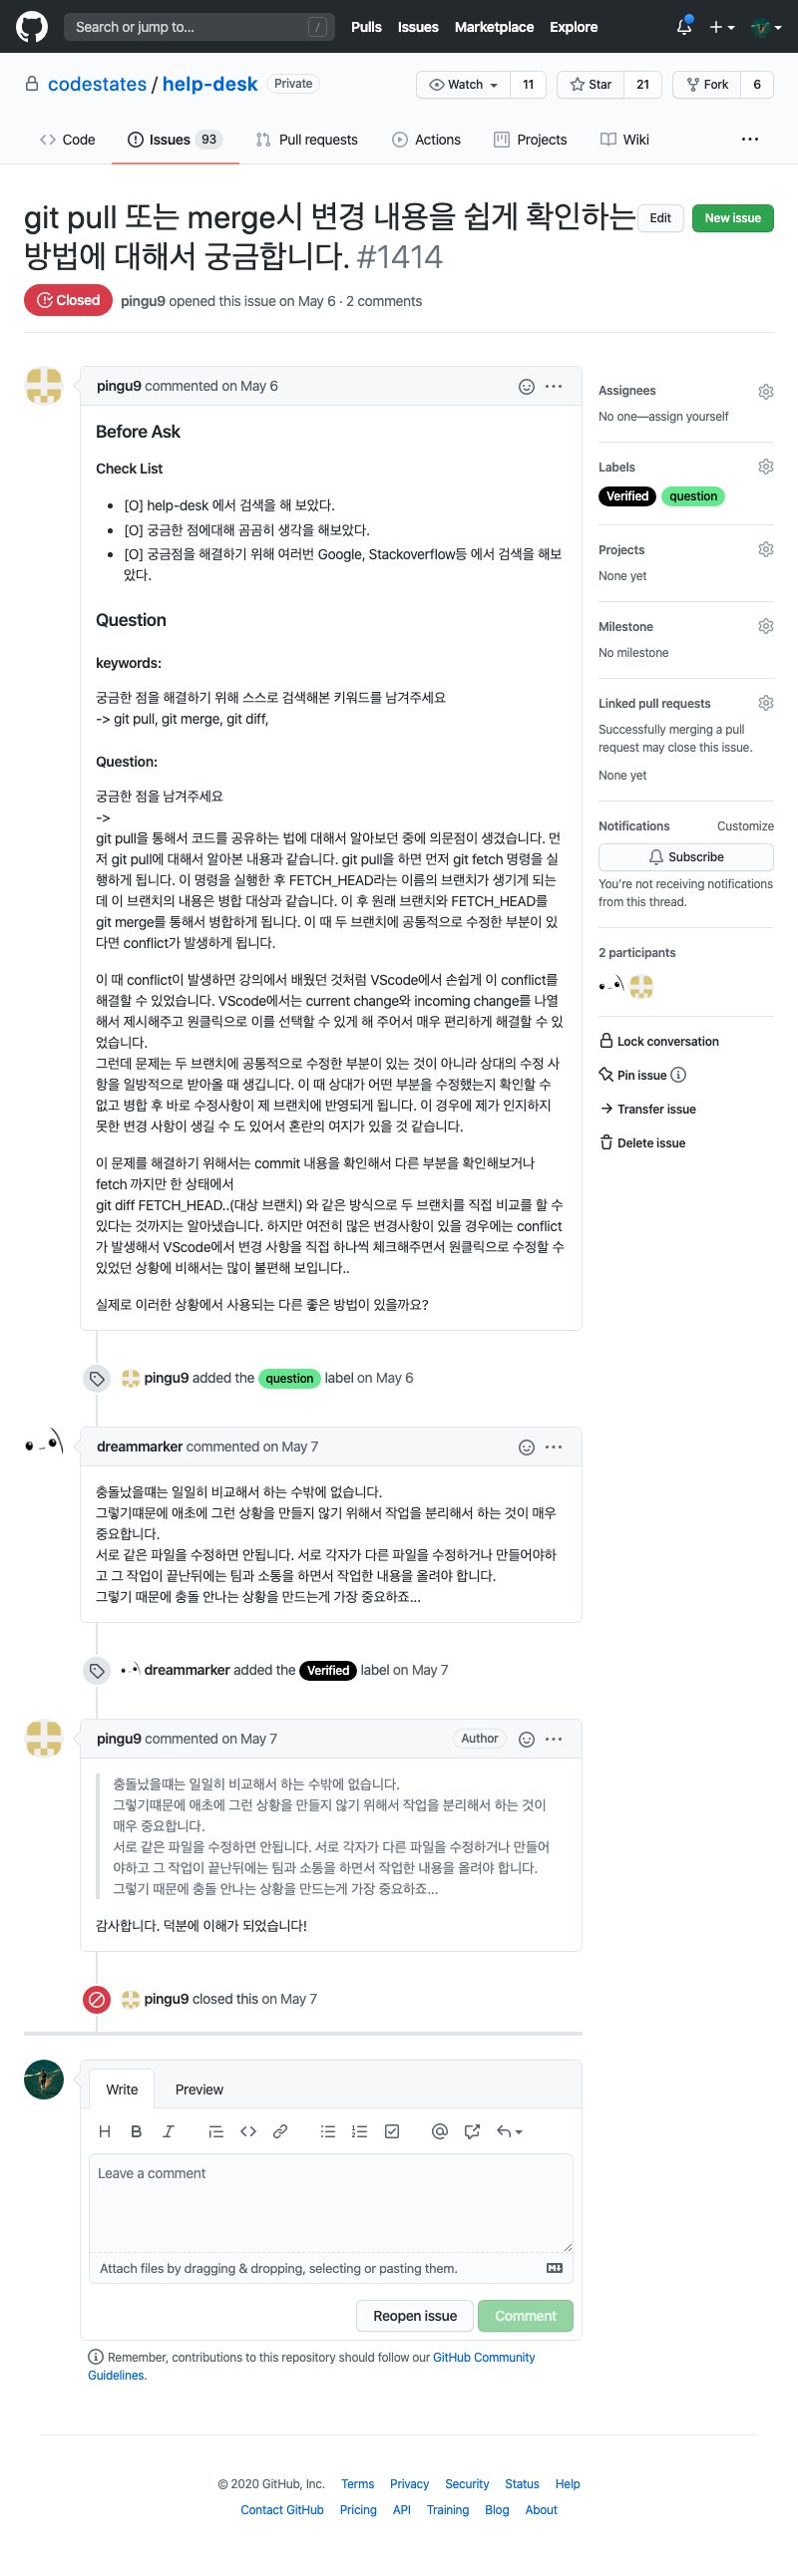 Search or jump to...
/
Pulls Issues Marketplace Explore
codestates / help-desk Private
Watch 11
Star 21
Fork 6
Code
Issues 93
Pull requests
Actions
Projects
Wiki
git pull 또는 merge시 변경 내용을 쉽게 확인하는
방법에 대해서 궁금합니다. #1414
Edit
New issue
Closed
pingu9 opened this issue on May 6 · 2 comments
pingu9 commented on May 6
Before Ask
Check List
[O] help-desk 에서 검색을 해 보았다.
[O] 궁금한 점에대해 곰곰히 생각을 해보았다.
[O] 궁금점을 해결하기 위해 여러번 Google, Stackoverflow등 에서 검색을 해보
았다.
Question
keywords:
궁금한 점을 해결하기 위해 스스로 검색해본 키워드를 남겨주세요
-> git pull, git merge, git diff,
Question:
궁금한 점을 남겨주세요
->
git pull을 통해서 코드를 공유하는 법에 대해서 알아보던 중에 의문점이 생겼습니다. 먼
저 git pull에 대해서 알아본 내용과 같습니다. git pull을 하면 먼저 git fetch 명령을 실
행하게 됩니다. 이 명령을 실행한 후 FETCH_HEAD라는 이름의 브랜치가 생기게 되는
데 이 브랜치의 내용은 병합 대상과 같습니다. 이 후 원래 브랜치와 FETCH_HEAD를
git merge를 통해서 병합하게 됩니다. 이 때 두 브랜치에 공통적으로 수정한 부분이 있
다면 conflict가 발생하게 됩니다.
이 때 conflict이 발생하면 강의에서 배웠던 것처럼 VScode에서 손쉽게 이 conflict를
해결할 수 있었습니다. VScode에서는 current change와 incoming change를 나열
해서 제시해주고 원클릭으로 이를 선택할 수 있게 해 주어서 매우 편리하게 해결할 수 있
었습니다.
그런데 문제는 두 브랜치에 공통적으로 수정한 부분이 있는 것이 아니라 상대의 수정 사
항을 일방적으로 받아올 때 생깁니다. 이 때 상대가 어떤 부분을 수정했는지 확인할 수
없고 병합 후 바로 수정사항이 제 브랜치에 반영되게 됩니다. 이 경우에 제가 인지하지
못한 변경 사항이 생길 수 도 있어서 혼란의 여지가 있을 것 같습니다.
이 문제를 해결하기 위해서는 commit 내용을 확인해서 다른 부분을 확인해보거나
fetch 까지만 한 상태에서
git diff FETCH_HEAD..(대상 브랜치) 와 같은 방식으로 두 브랜치를 직접 비교를 할 수
있다는 것까지는 알아냈습니다. 하지만 여전히 많은 변경사항이 있을 경우에는 conflict
가 발생해서 VScode에서 변경 사항을 직접 하나씩 체크해주면서 원클릭으로 수정할 수
있었던 상황에 비해서는 많이 불편해 보입니다..
실제로 이러한 상황에서 사용되는 다른 좋은 방법이 있을까요?
Assignees
No one—assign yourself
Labels
Verified question
Projects
None yet
Milestone
No milestone
Linked pull requests
Successfully merging a pull
request may close this issue.
None yet
Notifications Customize
Subscribe
You're not receiving notifications
from this thread.
2 participants
Lock conversation
Pin issue
Transfer issue
Delete issue
pingu9 added the question label on May 6
dreammarker commented on May 7
충돌났을떄는 일일히 비교해서 하는 수밖에 없습니다.
그렇기떄문에 애초에 그런 상황을 만들지 않기 위해서 작업을 분리해서 하는 것이 매우
중요합니다.
서로 같은 파일을 수정하면 안됩니다. 서로 각자가 다른 파일을 수정하거나 만들어야하
고 그 작업이 끝난뒤에는 팀과 소통을 하면서 작업한 내용을 올려야 합니다.
그렇기 때문에 충돌 안나는 상황을 만드는게 가장 중요하죠...
dreammarker added the Verified label on May 7
pingu9 commented on May 7
Author
충돌났을떄는 일일히 비교해서 하는 수밖에 없습니다.
그렇기떄문에 애초에 그런 상황을 만들지 않기 위해서 작업을 분리해서 하는 것이
매우 중요합니다.
서로 같은 파일을 수정하면 안됩니다. 서로 각자가 다른 파일을 수정하거나 만들어
야하고 그 작업이 끝난뒤에는 팀과 소통을 하면서 작업한 내용을 올려야 합니다.
그렇기 때문에 충돌 안나는 상황을 만드는게 가장 중요하죠...
감사합니다. 덕분에 이해가 되었습니다!
pingu9 closed this on May 7
Write Preview
Leave a comment
Attach files by dragging & dropping, selecting or pasting them.
Reopen issue
Comment
Remember, contributions to this repository should follow our GitHub Community
Guidelines.
© 2020 GitHub, Inc. Terms Privacy Security Status Help
Contact GitHub Pricing API Training Blog About